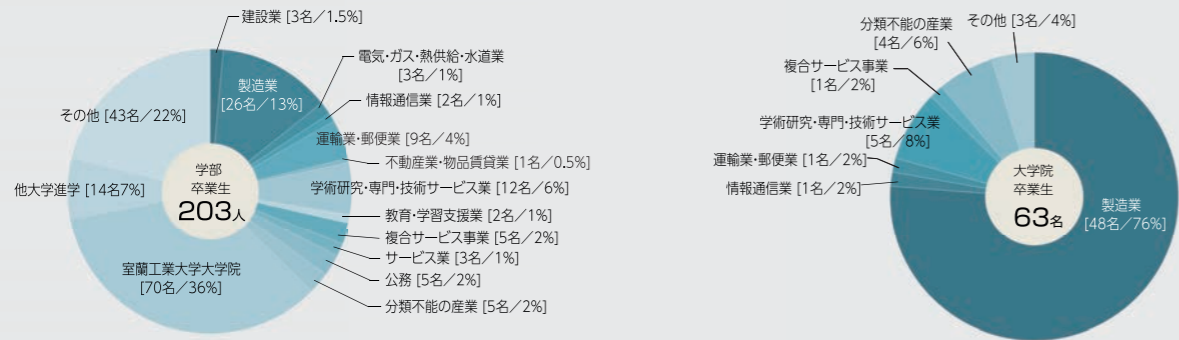 建設業 [3名／1.5%]
製造業
[26名／13%]
電気・ガス・熱供給・水道業
[3名／1%]
情報通信業 [2名／1%]
運輸業・郵便業 [9名／4%]
不動産業・物品賃貸業 [1名／0.5%]
学術研究・専門・技術サービス業 [12名／6%]
教育・学習支援業 [2名／1%]
複合サービス事業 [5名／2%]
サービス業 [3名／1%]
公務 [5名／2%]
分類不能の産業 [5名／2%]
室蘭工業大学大学院
[70名／36%]
他大学進学 [14名7%]
その他 [43名／22%]
学部
卒業生
203人
その他 [3名／4%]
分類不能の産業
[4名／6%]
複合サービス事業
[1名／2%]
学術研究・専門・技術サービス業
[5名／8%]
運輸業・郵便業 [1名／2%]
情報通信業 [1名／2%]
製造業
[48名／76%]
大学院
卒業生
63名